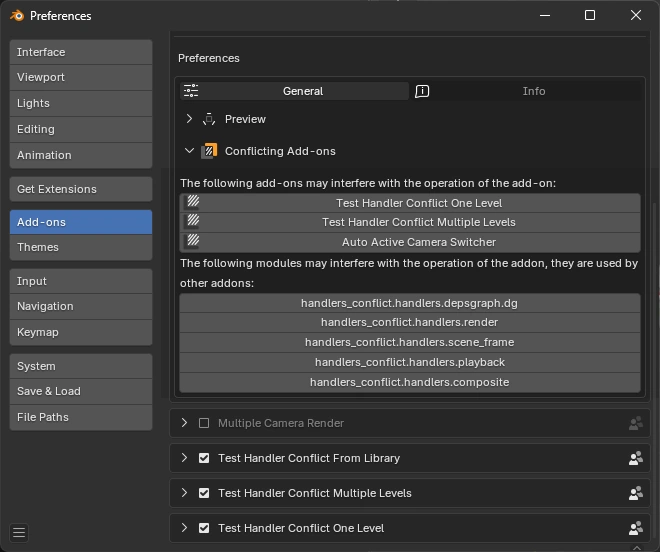 Preferences
Interface
Viewport
Lights
Editing
Animation
Get Extensions
Add-ons
Themes
Input
Navigation
Keymap
System
Save & Load
File Paths
Preferences
General
Info
Preview
Conflicting Add-ons
The following add-ons may interfere with the operation of the add-on:
Test Handler Conflict One Level
Test Handler Conflict Multiple Levels
Auto Active Camera Switcher
The following modules may interfere with the operation of the addon, they are used by
other addons:
handlers_conflict.handlers.depsgraph.dg
handlers_conflict.handlers.render
handlers_conflict.handlers.scene_frame
handlers_conflict.handlers.playback
handlers_conflict.handlers.composite
Multiple Camera Render
Test Handler Conflict From Library
Test Handler Conflict Multiple Levels
Test Handler Conflict One Level